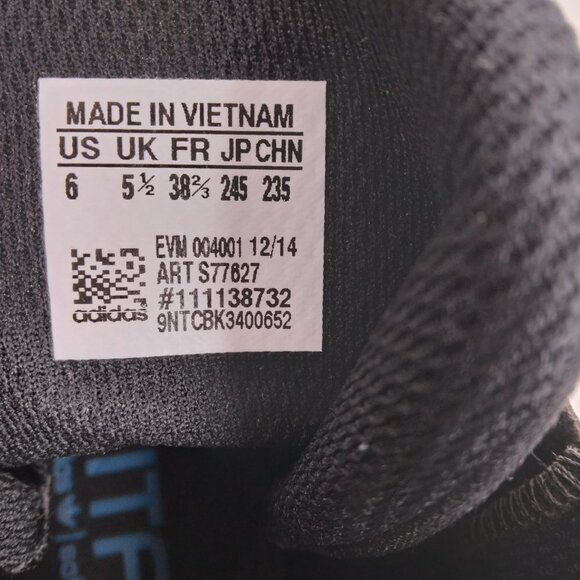 MADE IN VIETNAM
US UK FR JP CHN
6 5½ 38⅔ 245 235
EVM 004001 12/14
ART S77627
#111138732
9NTCBK3400652
adidas
ITF